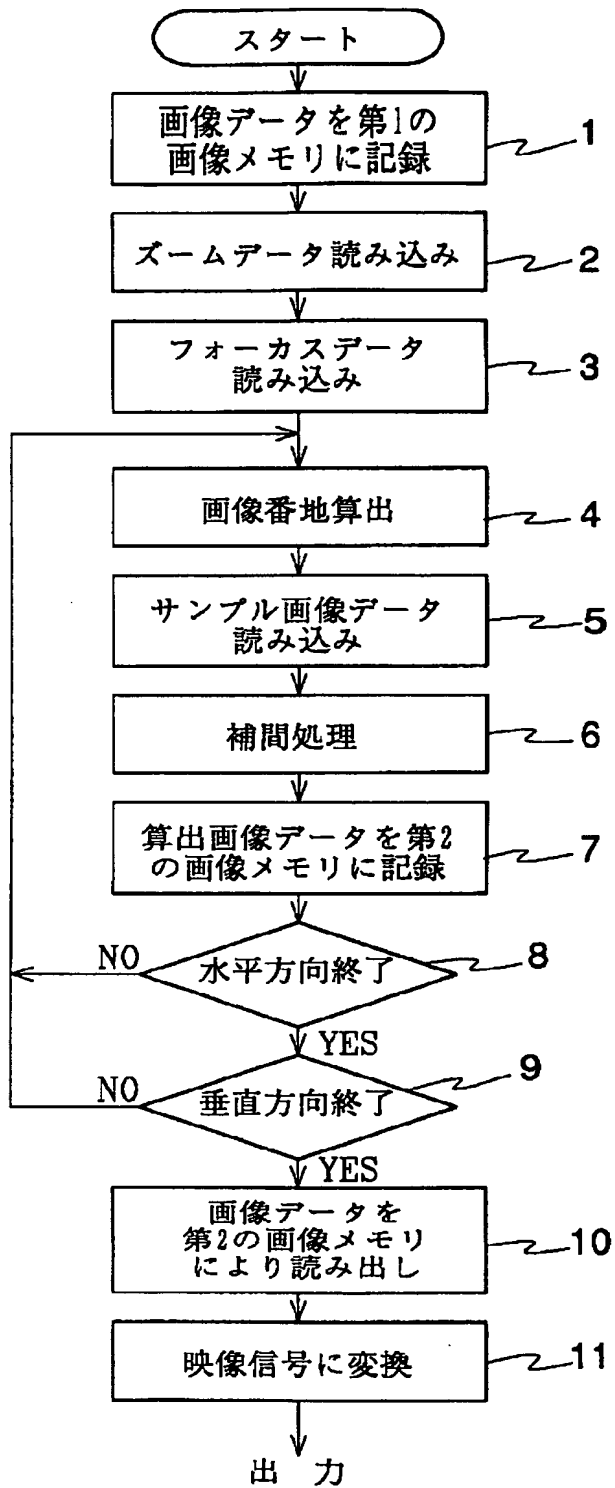 スタート
画像データを第1の
画像メモリに記録
1
ズームデータ読み込み
2
フォーカスデータ
読み込み
3
画像番地算出
4
サンプル画像データ
読み込み
5
補間処理
6
算出画像データを第2
の画像メモリに記録
7
NO
水平方向終了
8
YES
NO
垂直方向終了
9
YES
画像データを
第2の画像メモリ
により読み出し
10
映像信号に変換
11
出 力